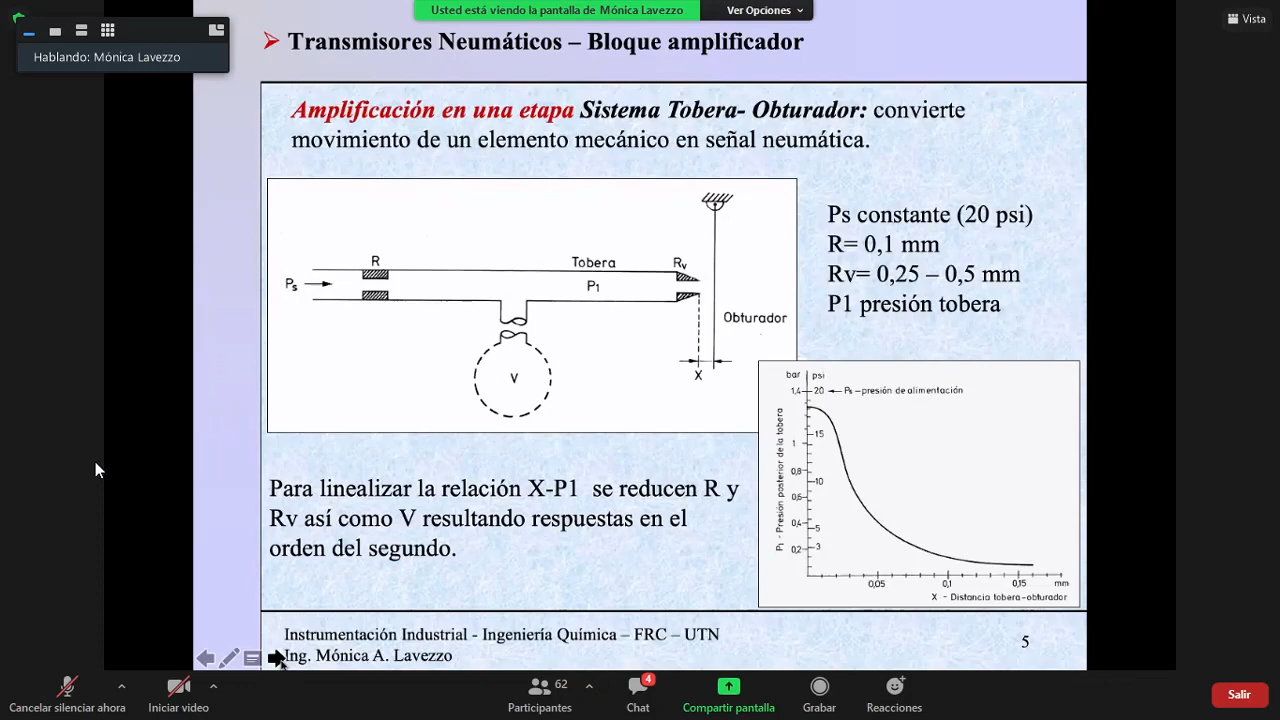 Usted está viendo la pantalla de Mónica Lavezzo
Ver Opciones
Vista
Hablando: Mónica Lavezzo
Transmisores Neumáticos – Bloque amplificador
Amplificación en una etapa Sistema Tobera- Obturador: convierte
movimiento de un elemento mecánico en señal neumática.
R
Tobera
Rv
Ps
P1
Obturador
X
V
Ps constante (20 psi)
R= 0,1 mm
Rv= 0,25 – 0,5 mm
P1 presión tobera
bar psi
1,4 20 Ps – presión de alimentación
15
1
0,8 10
0,6
0,4 5
0,2 3
P1 - Presión posterior de la tobera
0,05 0,1 0,15 mm
X - Distancia tobera-obturador
Para linealizar la relación X-P1 se reducen R y
Rv así como V resultando respuestas en el
orden del segundo.
Instrumentación Industrial - Ingeniería Química – FRC – UTN
Ing. Mónica A. Lavezzo
5
Cancelar silenciar ahora
Iniciar video
62
Participantes
4
Chat
Compartir pantalla
Grabar
Reacciones
Salir